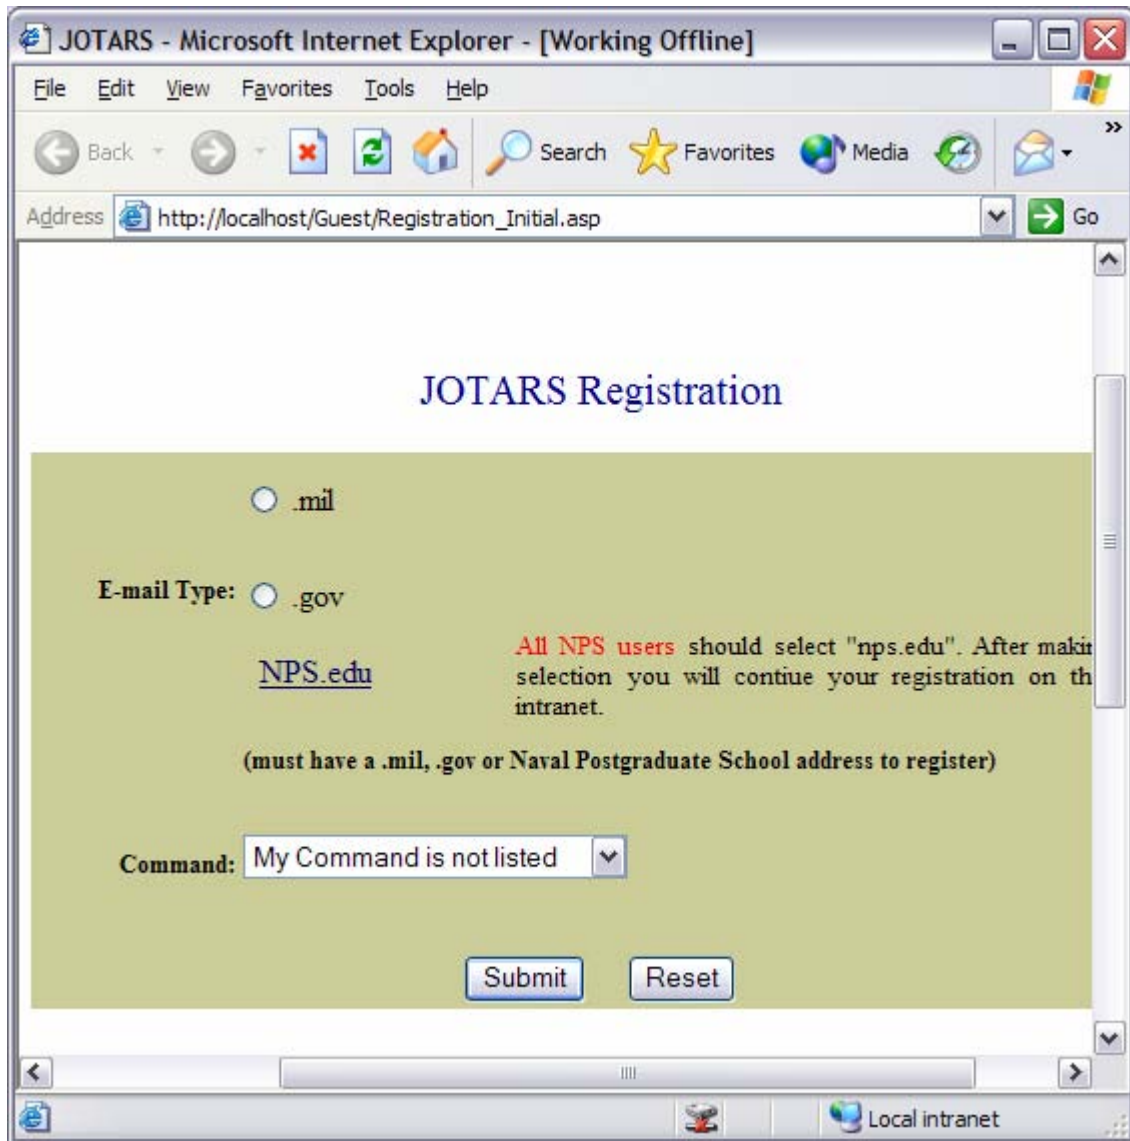 JOTARS - Microsoft Internet Explorer - [Working Offline]
File Edit View Favorites Tools Help
Back Search Favorites Media »
Address http://localhost/Guest/Registration_Initial.asp Go
JOTARS Registration
.mil
E-mail Type: .gov
NPS.edu
All NPS users should select "nps.edu". After makin
selection you will contiue your registration on th
intranet.
(must have a .mil, .gov or Naval Postgraduate School address to register)
Command: My Command is not listed
Submit Reset
Local intranet